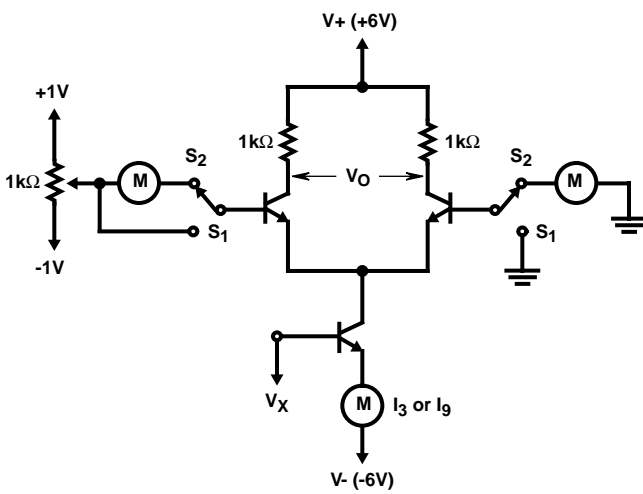 V+ (+6V)
+1V
1kΩ
1kΩ
S2
VO
S2
1kΩ
M
M
S1
S1
-1V
VX
M
I3 or I9
V- (-6V)